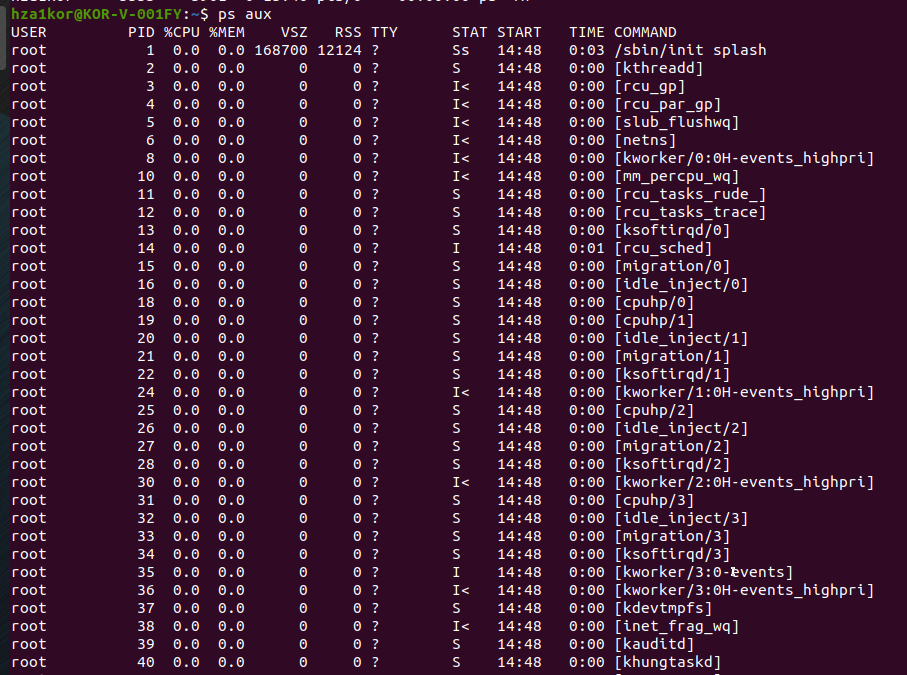 hza1kor@KOR-V-001FY:~$ ps aux
USER PID %CPU %MEM VSZ RSS TTY STAT START TIME COMMAND
root 1 0.0 0.0 168700 12124 ? Ss 14:48 0:03 /sbin/init splash
root 2 0.0 0.0 0 0 ? S 14:48 0:00 [kthreadd]
root 3 0.0 0.0 0 0 ? I< 14:48 0:00 [rcu_gp]
root 4 0.0 0.0 0 0 ? I< 14:48 0:00 [rcu_par_gp]
root 5 0.0 0.0 0 0 ? I< 14:48 0:00 [slub_flushwq]
root 6 0.0 0.0 0 0 ? I< 14:48 0:00 [netns]
root 8 0.0 0.0 0 0 ? I< 14:48 0:00 [kworker/0:0H-events_highpri]
root 10 0.0 0.0 0 0 ? I< 14:48 0:00 [mm_percpu_wq]
root 11 0.0 0.0 0 0 ? S 14:48 0:00 [rcu_tasks_rude_]
root 12 0.0 0.0 0 0 ? S 14:48 0:00 [rcu_tasks_trace]
root 13 0.0 0.0 0 0 ? S 14:48 0:00 [ksoftirqd/0]
root 14 0.0 0.0 0 0 ? I 14:48 0:01 [rcu_sched]
root 15 0.0 0.0 0 0 ? S 14:48 0:00 [migration/0]
root 16 0.0 0.0 0 0 ? S 14:48 0:00 [idle_inject/0]
root 18 0.0 0.0 0 0 ? S 14:48 0:00 [cpuhp/0]
root 19 0.0 0.0 0 0 ? S 14:48 0:00 [cpuhp/1]
root 20 0.0 0.0 0 0 ? S 14:48 0:00 [idle_inject/1]
root 21 0.0 0.0 0 0 ? S 14:48 0:00 [migration/1]
root 22 0.0 0.0 0 0 ? S 14:48 0:00 [ksoftirqd/1]
root 24 0.0 0.0 0 0 ? I< 14:48 0:00 [kworker/1:0H-events_highpri]
root 25 0.0 0.0 0 0 ? S 14:48 0:00 [cpuhp/2]
root 26 0.0 0.0 0 0 ? S 14:48 0:00 [idle_inject/2]
root 27 0.0 0.0 0 0 ? S 14:48 0:00 [migration/2]
root 28 0.0 0.0 0 0 ? S 14:48 0:00 [ksoftirqd/2]
root 30 0.0 0.0 0 0 ? I< 14:48 0:00 [kworker/2:0H-events_highpri]
root 31 0.0 0.0 0 0 ? S 14:48 0:00 [cpuhp/3]
root 32 0.0 0.0 0 0 ? S 14:48 0:00 [idle_inject/3]
root 33 0.0 0.0 0 0 ? S 14:48 0:00 [migration/3]
root 34 0.0 0.0 0 0 ? S 14:48 0:00 [ksoftirqd/3]
root 35 0.0 0.0 0 0 ? I 14:48 0:00 [kworker/3:0-events]
root 36 0.0 0.0 0 0 ? I< 14:48 0:00 [kworker/3:0H-events_highpri]
root 37 0.0 0.0 0 0 ? S 14:48 0:00 [kdevtmpfs]
root 38 0.0 0.0 0 0 ? I< 14:48 0:00 [inet_frag_wq]
root 39 0.0 0.0 0 0 ? S 14:48 0:00 [kauditd]
root 40 0.0 0.0 0 0 ? S 14:48 0:00 [khungtaskd]